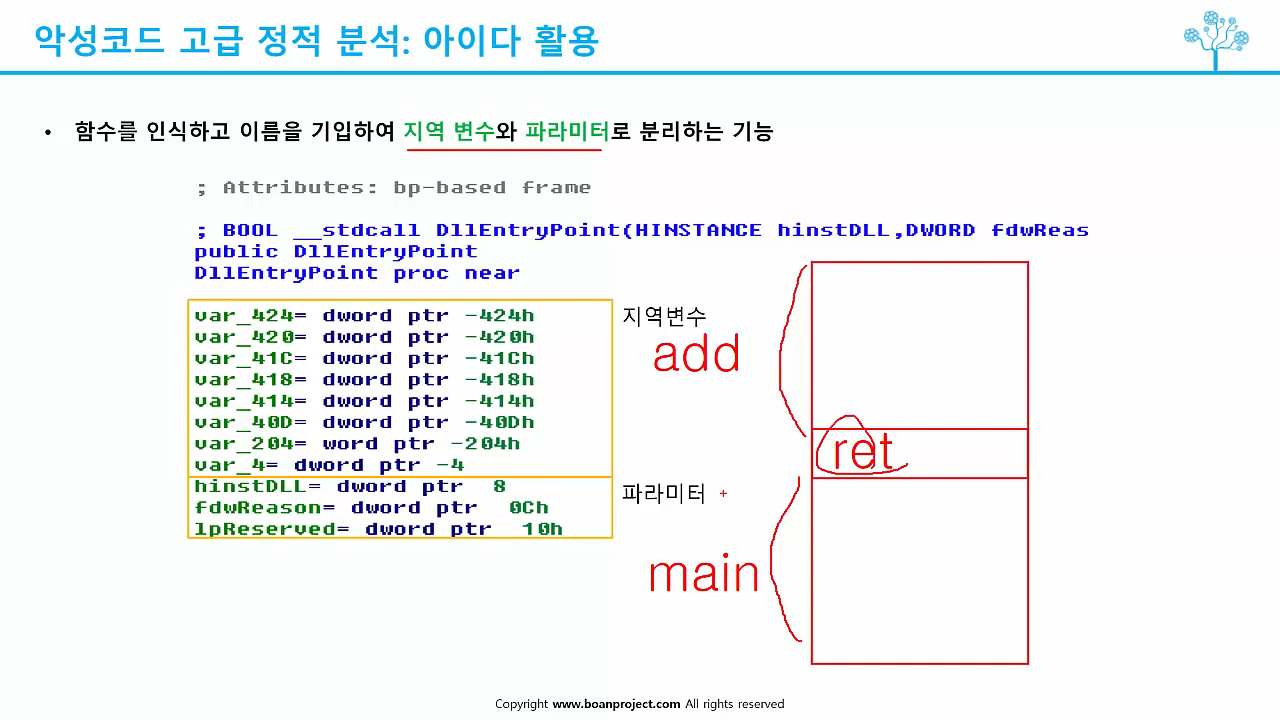 악성코드 고급 정적 분석: 아이다 활용
• 함수를 인식하고 이름을 기입하여 지역 변수와 파라미터로 분리하는 기능
; Attributes: bp-based frame
; BOOL __stdcall DllEntryPoint(HINSTANCE hinstDLL,DWORD fdwReas
public DllEntryPoint
DllEntryPoint proc near
var_424= dword ptr -424h
var_420= dword ptr -420h
var_41C= dword ptr -41Ch
var_418= dword ptr -418h
var_414= dword ptr -414h
var_40D= dword ptr -40Dh
var_204= word ptr -204h
var_4= dword ptr -4
hinstDLL= dword ptr  8
fdwReason= dword ptr  0Ch
lpReserved= dword ptr  10h
지역변수
add
파라미터
main
ret
Copyright www.boanproject.com All rights reserved